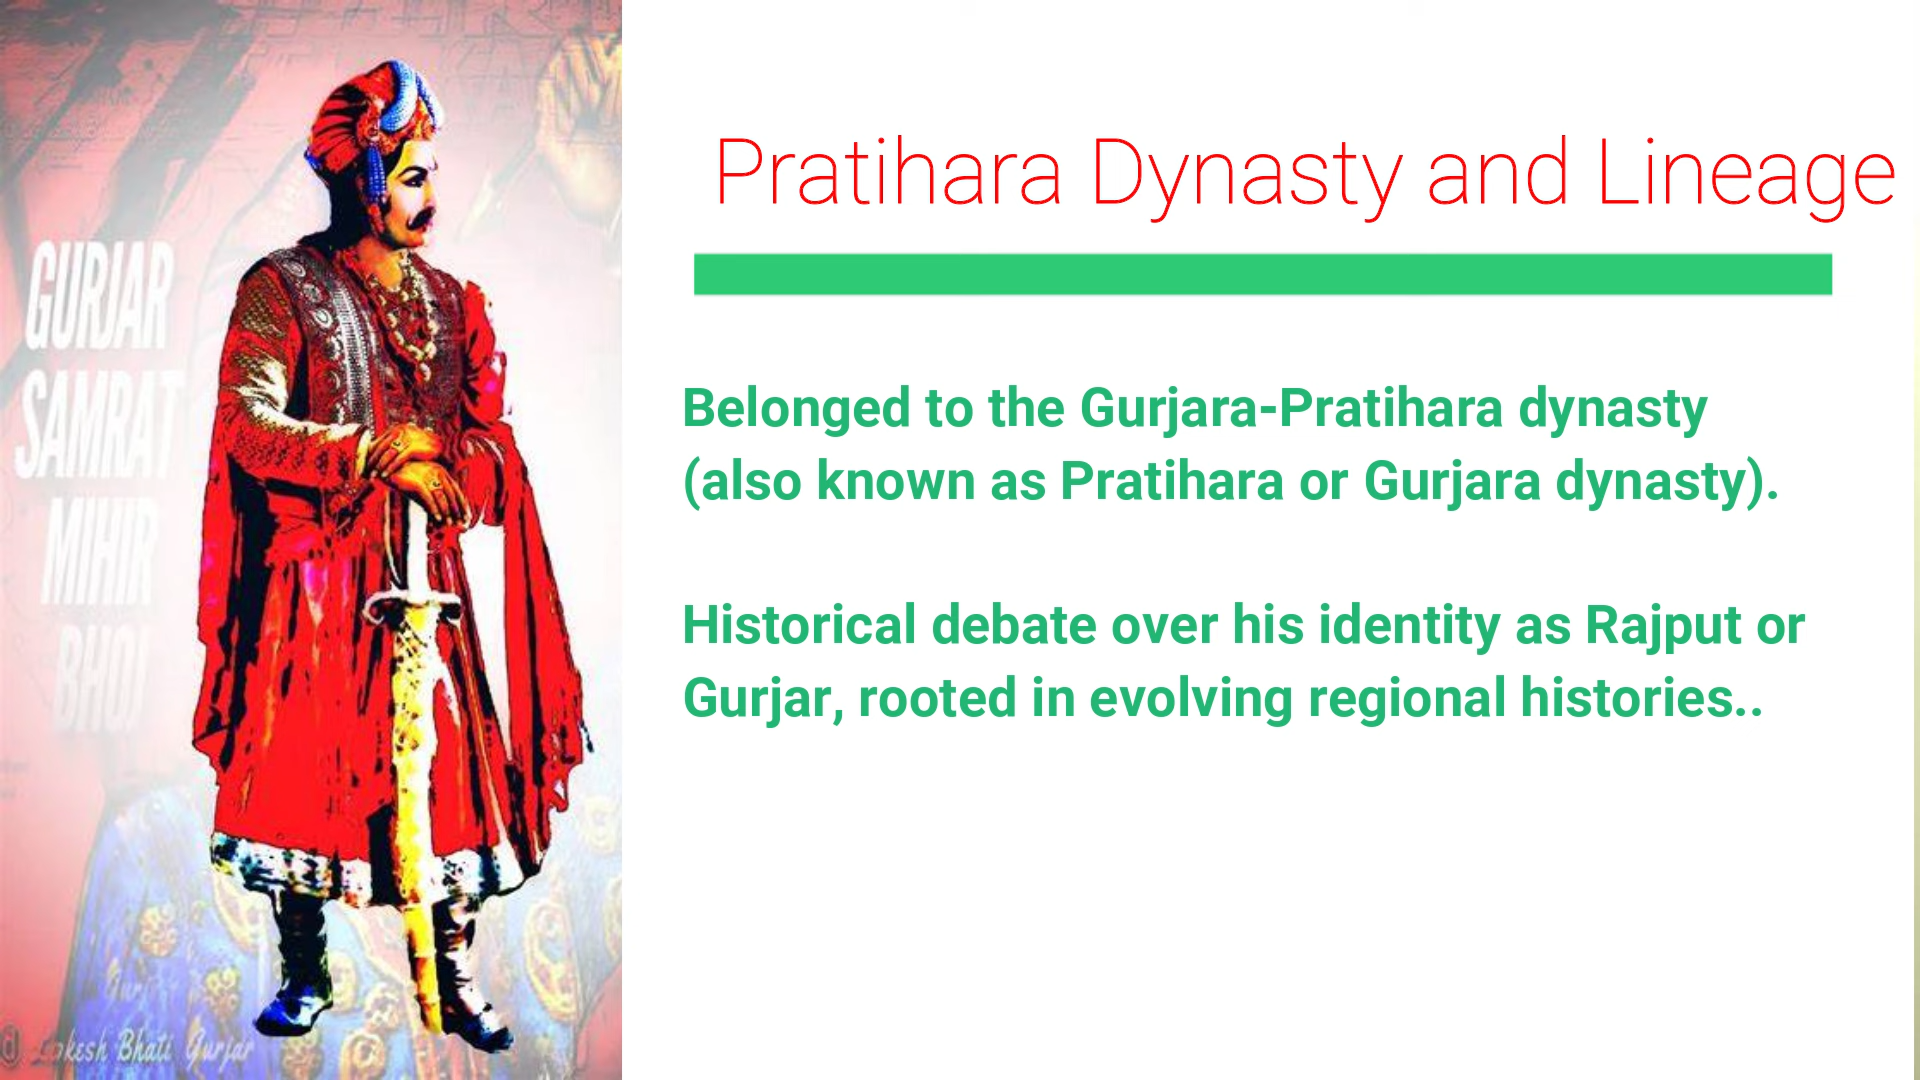 GURJAR
SAMRAT
MIHIR
BHOJ
Bhati Gurjar
Pratihara Dynasty and Lineage
Belonged to the Gurjara-Pratihara dynasty
(also known as Pratihara or Gurjara dynasty).
Historical debate over his identity as Rajput or
Gurjar, rooted in evolving regional histories..